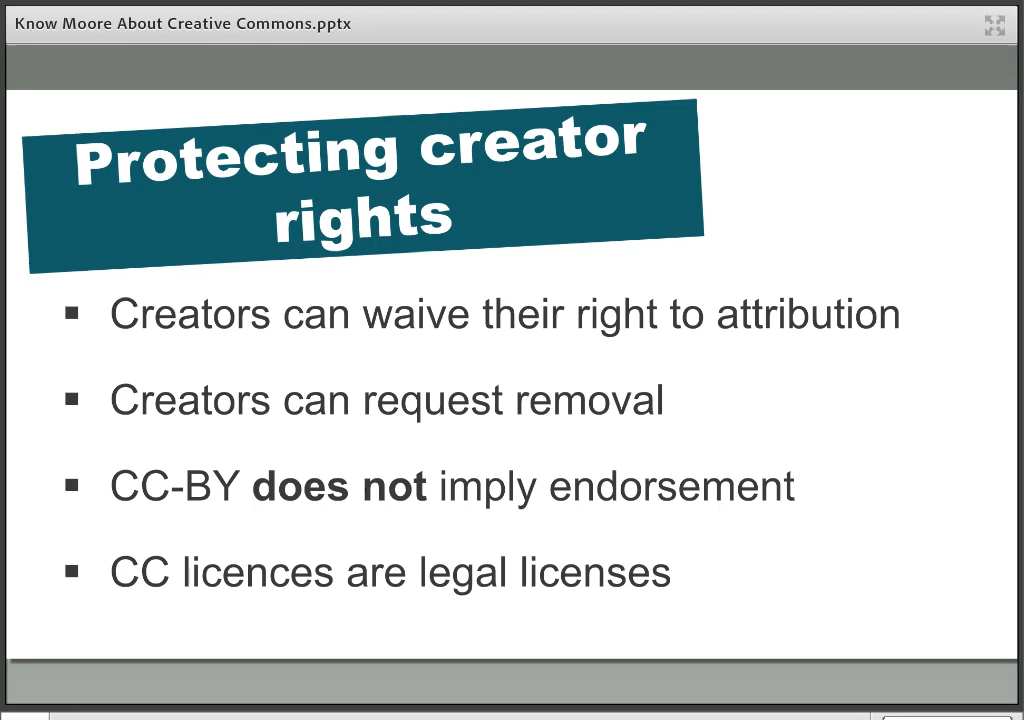 Know Moore About Creative Commons.pptx
Protecting creator
rights
▪ Creators can waive their right to attribution
▪ Creators can request removal
▪ CC-BY does not imply endorsement
▪ CC licences are legal licenses